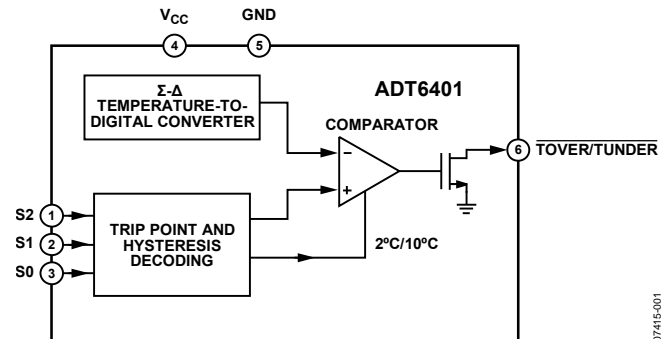 VCC
GND
4
5
Σ-Δ
TEMPERATURE-TO-
DIGITAL CONVERTER
ADT6401
COMPARATOR
−
+
6
TOVER/TUNDER
S2 1
S1 2
S0 3
TRIP POINT AND
HYSTERESIS
DECODING
2ºC/10ºC
07415-001